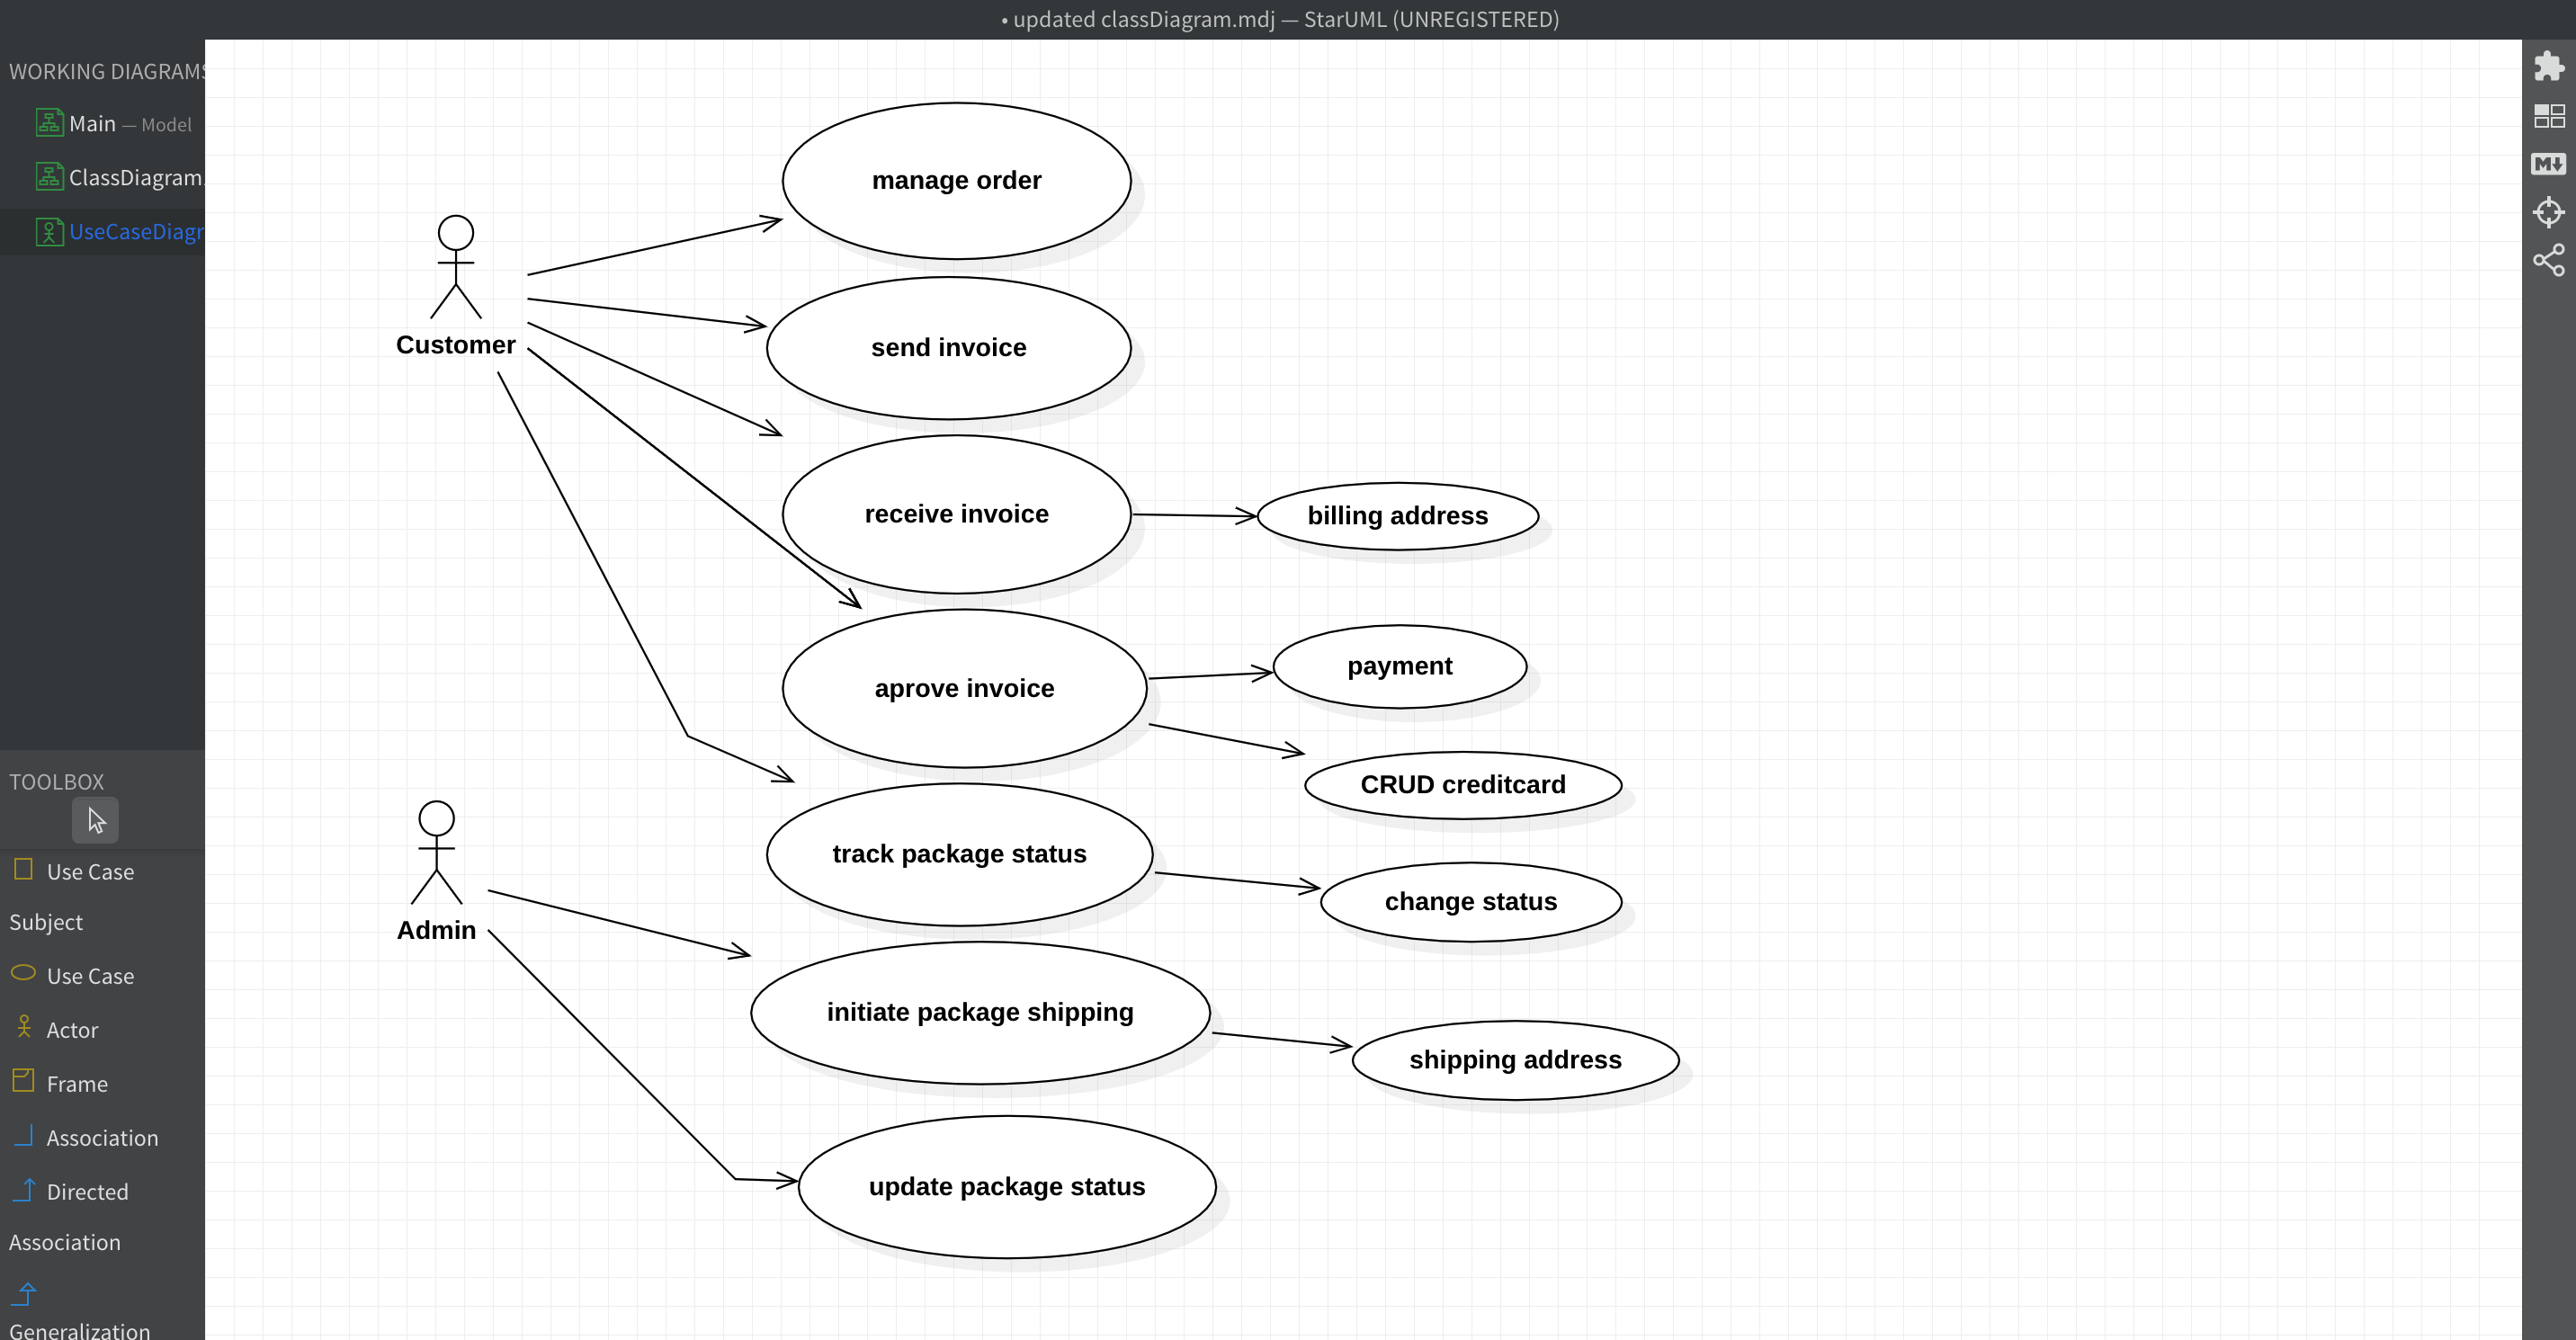 • updated classDiagram.mdj — StarUML (UNREGISTERED)
WORKING DIAGRAMS
Main — Model
ClassDiagram
UseCaseDiagr
TOOLBOX
Use Case
Subject
Use Case
Actor
Frame
Association
Directed
Association
Generalization
Customer
Admin
manage order
send invoice
receive invoice
billing address
aprove invoice
payment
CRUD creditcard
track package status
change status
initiate package shipping
shipping address
update package status
M